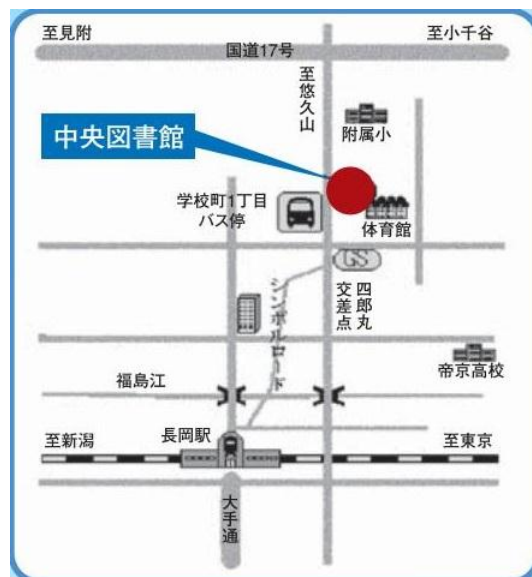 至見附
至小千谷
国道17号
至悠久山
附属小
中央図書館
学校町1丁目
バス停
体育館
GS
四郎丸
交差点
シンボルロード
帝京高校
福島江
至新潟
長岡駅
至東京
大手通